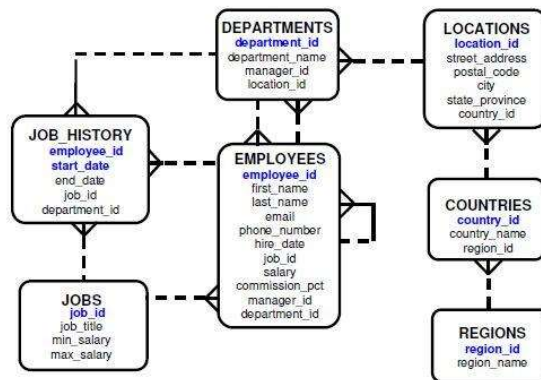 DEPARTMENTS
department_id
department_name
manager_id
location_id
LOCATIONS
location_id
street_address
postal_code
city
state_province
country_id
JOB_HISTORY
employee_id
start_date
end_date
job_id
department_id
EMPLOYEES
employee_id
first_name
last_name
email
phone_number
hire_date
job_id
salary
commission_pct
manager_id
department_id
COUNTRIES
country_id
country_name
region_id
JOBS
job_id
job_title
min_salary
max_salary
REGIONS
region_id
region_name